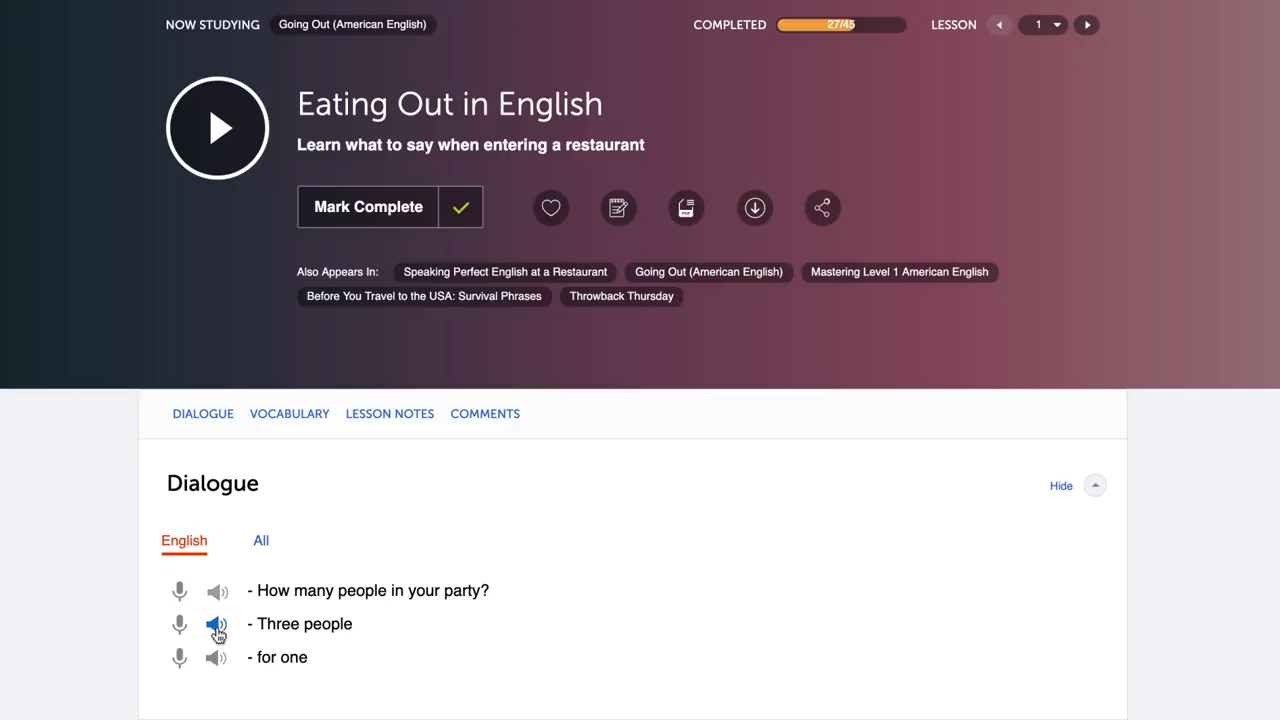 NOW STUDYING Going Out (American English) COMPLETED 27/45 LESSON 1
Eating Out in English
Learn what to say when entering a restaurant
Mark Complete
Also Appears In: Speaking Perfect English at a Restaurant Going Out (American English) Mastering Level 1 American English
Before You Travel to the USA: Survival Phrases Throwback Thursday
DIALOGUE VOCABULARY LESSON NOTES COMMENTS
Dialogue Hide
English All
- How many people in your party?
- Three people
- for one